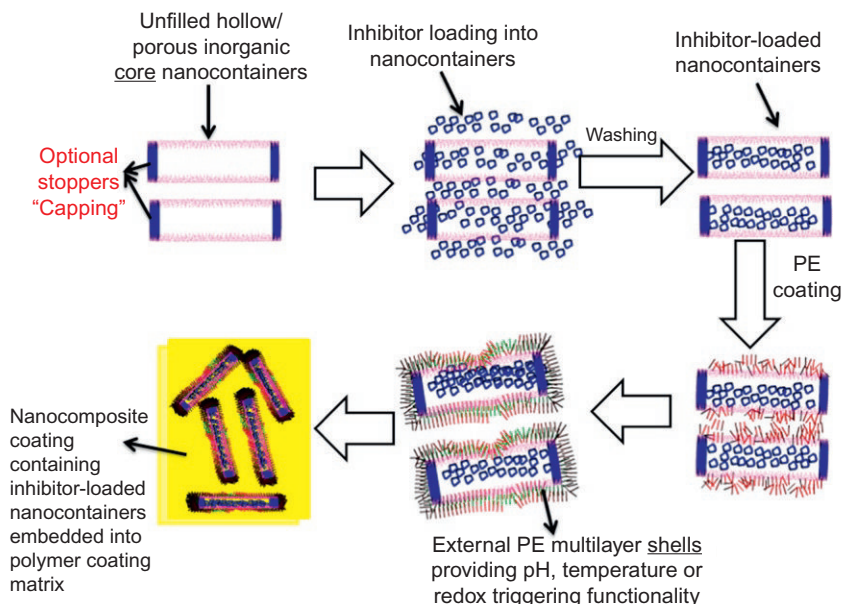 Unfilled hollow/
porous inorganic
core nanocontainers
Inhibitor loading into
nanocontainers
Inhibitor-loaded
nanocontainers
Optional
stoppers
“Capping”
Washing
PE
coating
Nanocomposite
coating
containing
inhibitor-loaded
nanocontainers
embedded into
polymer coating
matrix
External PE multilayer shells
providing pH, temperature or
redox triggering functionality